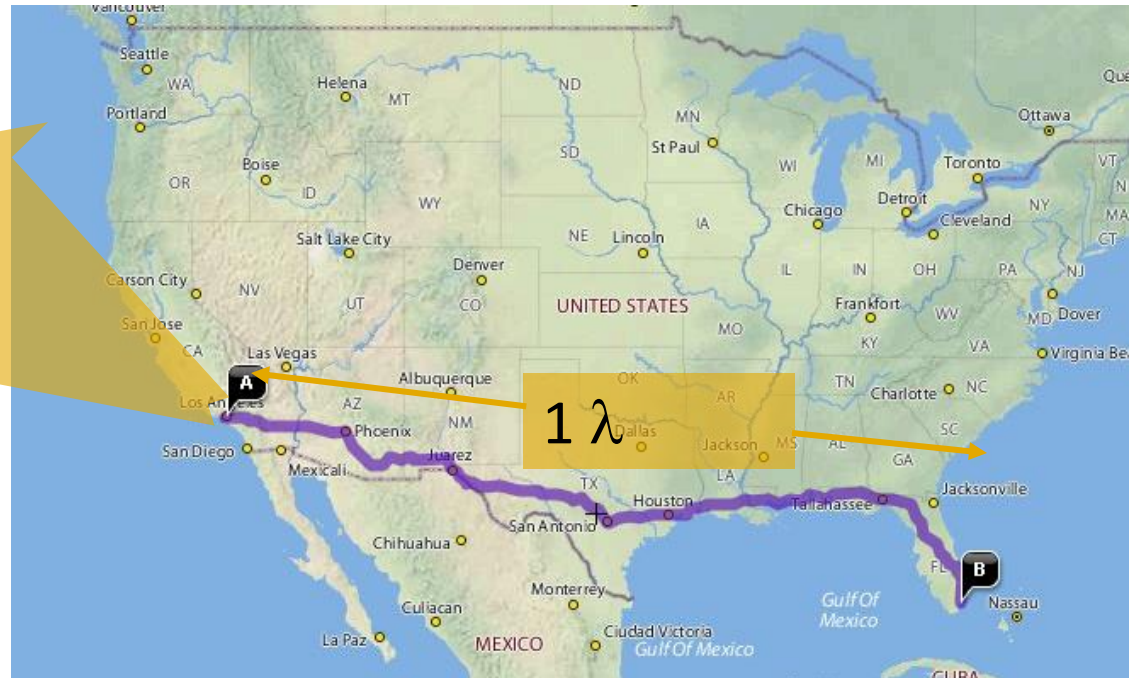 Vancouver
Seattle
WA
Helena
MT
ND
Portland
MN
Ottawa
St Paul
Boise
SD
WI
MI
Toronto
VT
OR
ID
WY
Detroit
NY
MA
Chicago
Cleveland
CT
Salt Lake City
NE
Lincoln
IA
Denver
IL
IN
OH
PA
NJ
Carson City
NV
UT
CO
UNITED STATES
Frankfort
WV
MD
Dover
San Jose
MO
KY
CA
Las Vegas
VA
Virginia Bea
A
Albuquerque
OK
TN
Charlotte
NC
Los Angeles
AZ
1 λ
AR
NM
Dallas
SC
Phoenix
Jackson
MS
AL
San Diego
Juarez
GA
Mexicali
LA
TX
Jacksonville
Houston
Tallahassee
San Antonio
Chihuahua
FL
B
Monterrey
Gulf Of
Mexico
Nassau
Culiacan
La Paz
MEXICO
Ciudad Victoria
Gulf Of Mexico
CUBA